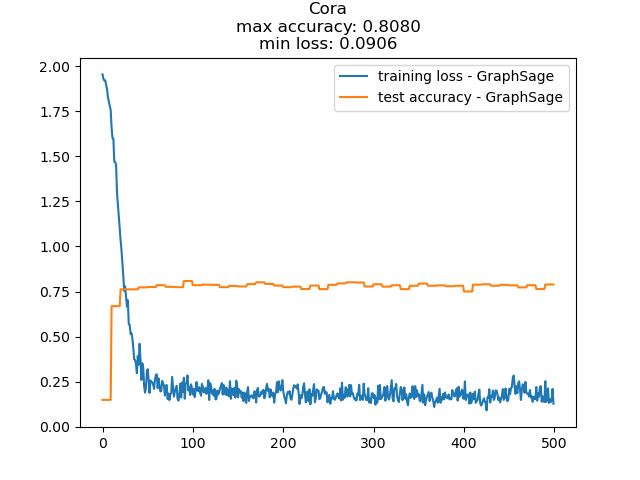 Cora
max accuracy: 0.8080
min loss: 0.0906
training loss - GraphSage
test accuracy - GraphSage
2.00
1.75
1.50
1.25
1.00
0.75
0.50
0.25
0.00
0 100 200 300 400 500